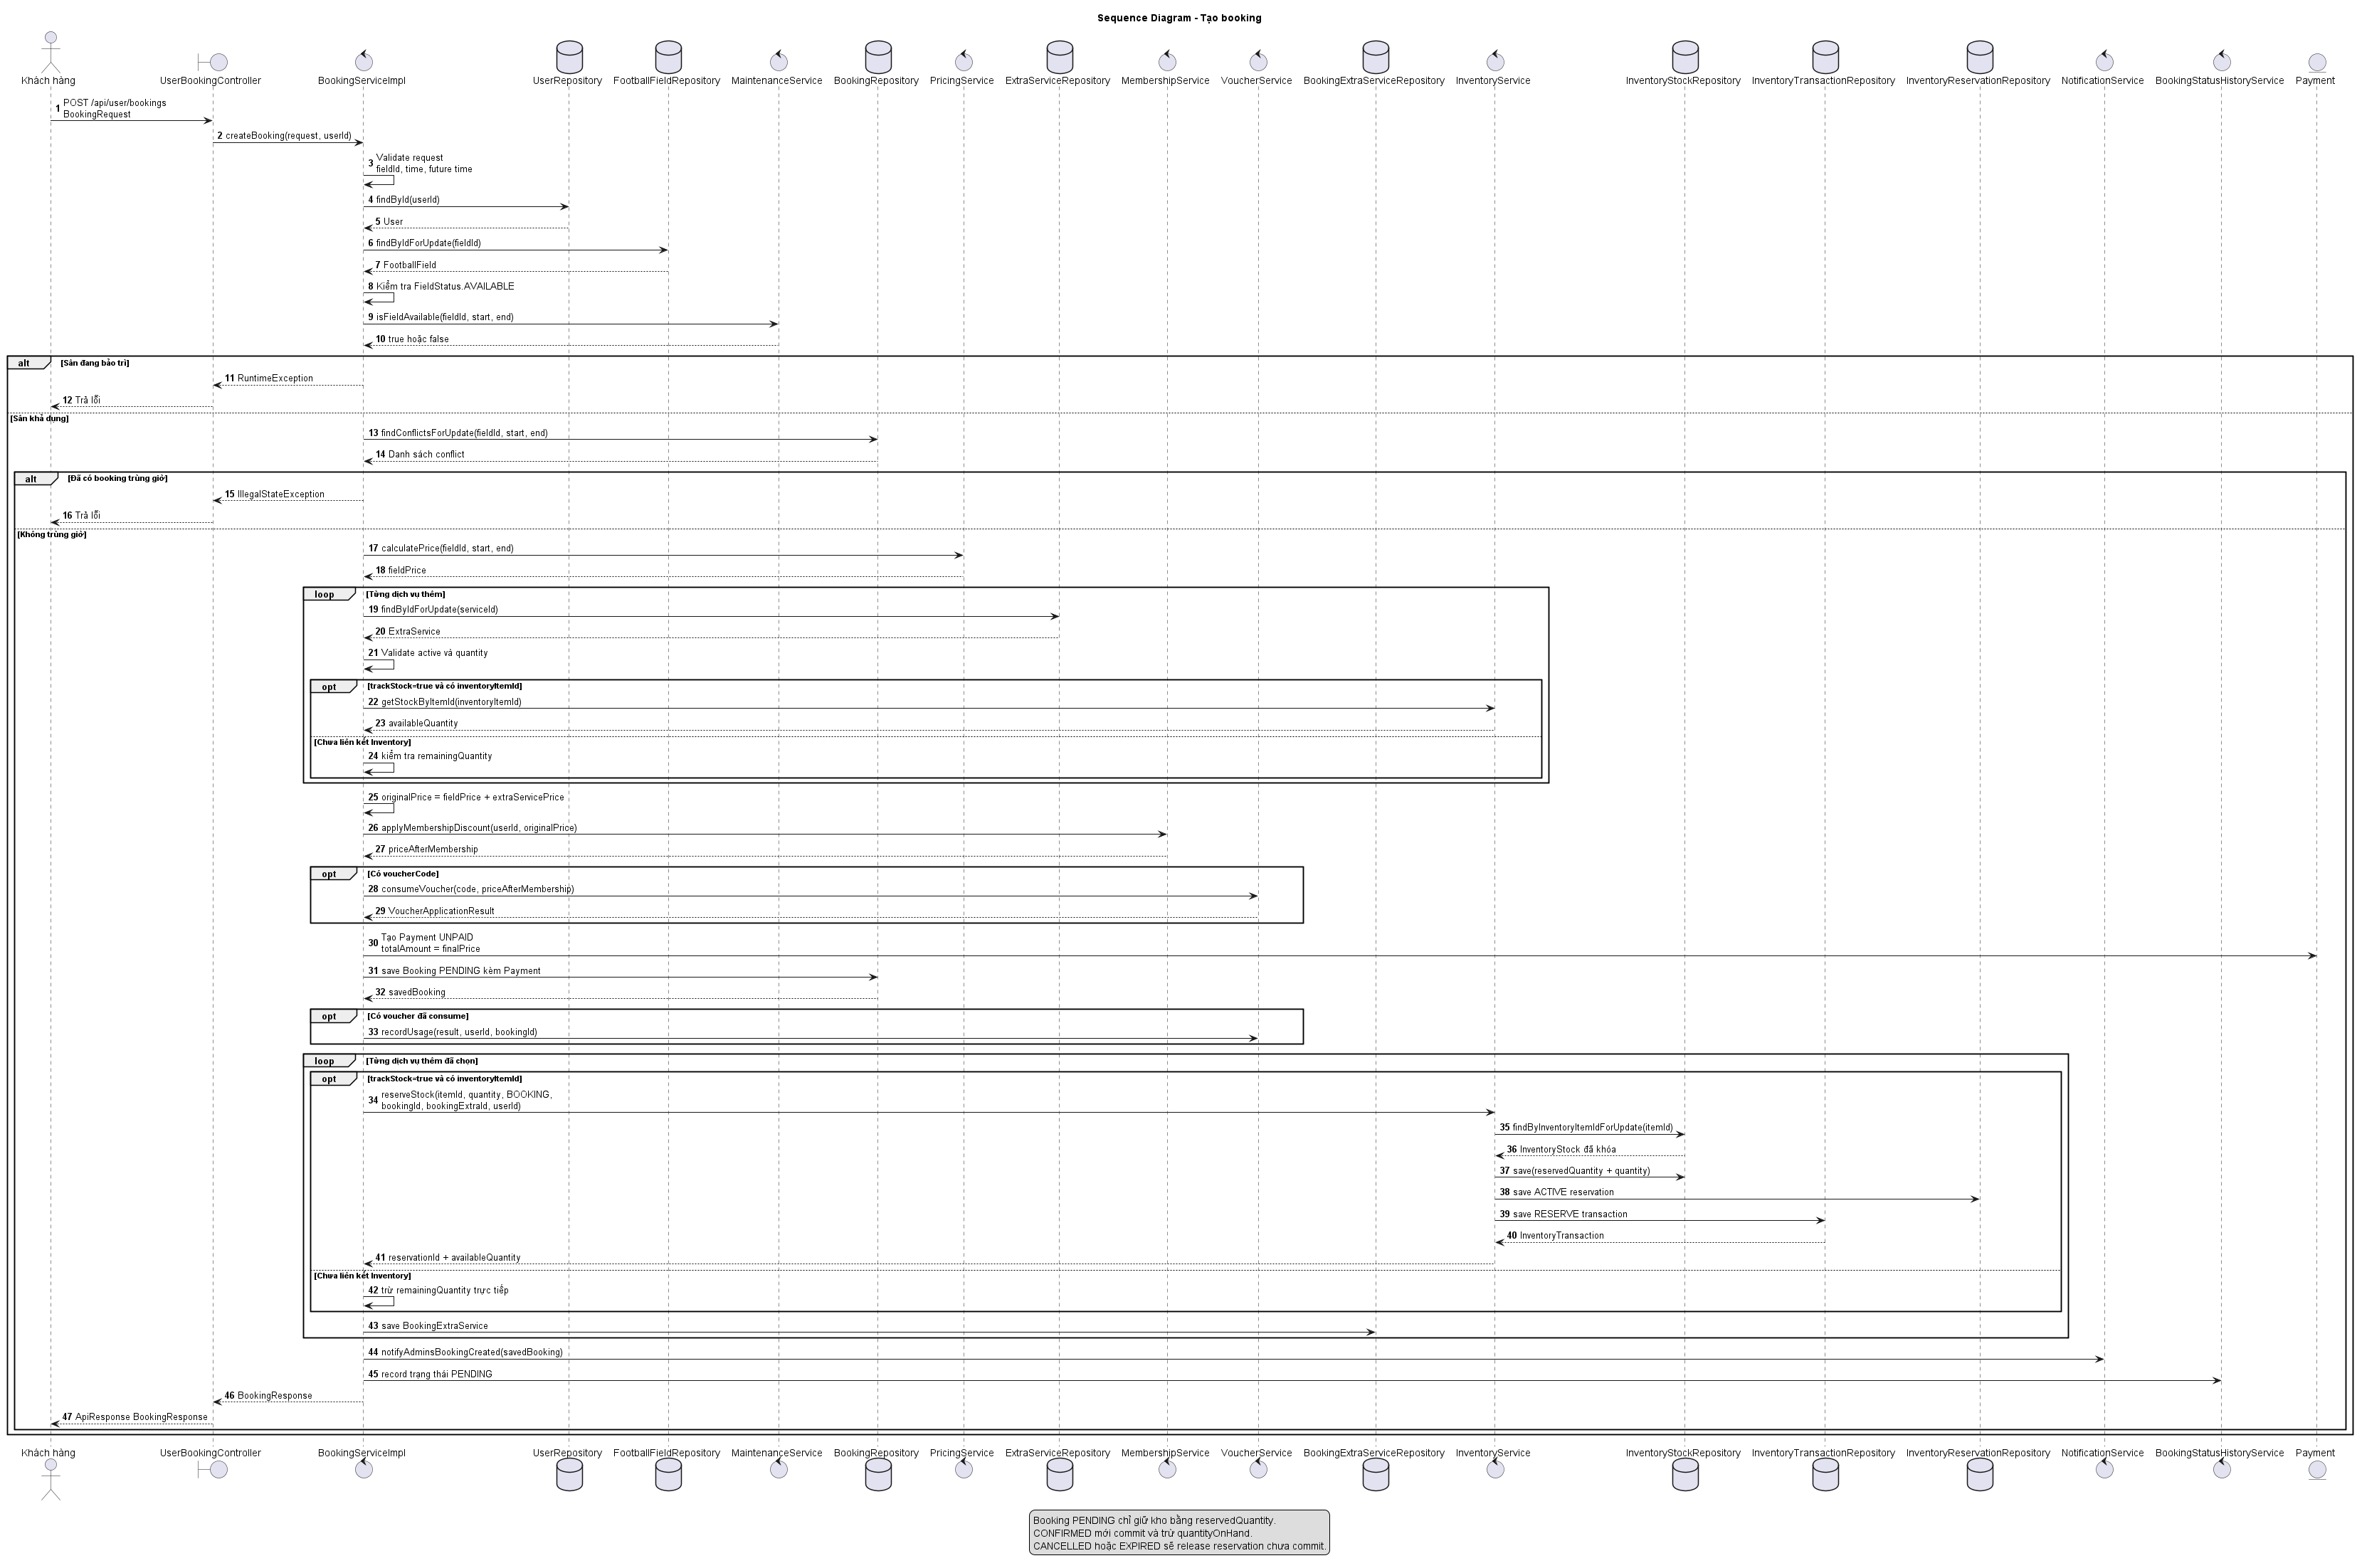 Sequence Diagram - Tạo booking
Khách hàng
UserBookingController
BookingServiceImpl
UserRepository
FootballFieldRepository
MaintenanceService
BookingRepository
PricingService
ExtraServiceRepository
MembershipService
VoucherService
BookingExtraServiceRepository
InventoryService
InventoryStockRepository
InventoryTransactionRepository
InventoryReservationRepository
NotificationService
BookingStatusHistoryService
Payment
1 POST /api/user/bookings
BookingRequest
2 createBooking(request, userId)
3 Validate request
fieldId, time, future time
4 findById(userId)
5 User
6 findByIdForUpdate(fieldId)
7 FootballField
8 Kiểm tra FieldStatus.AVAILABLE
9 isFieldAvailable(fieldId, start, end)
10 true hoặc false
alt [Sân đang bảo trì]
11 RuntimeException
12 Trả lỗi
[Sân khả dụng]
13 findConflictsForUpdate(fieldId, start, end)
14 Danh sách conflict
alt [Đã có booking trùng giờ]
15 IllegalStateException
16 Trả lỗi
[Không trùng giờ]
17 calculatePrice(fieldId, start, end)
18 fieldPrice
loop [Từng dịch vụ thêm]
19 findByIdForUpdate(serviceId)
20 ExtraService
21 Validate active và quantity
opt [trackStock=true và có inventoryItemId]
22 getStockByItemId(inventoryItemId)
23 availableQuantity
[Chưa liên kết Inventory]
24 kiểm tra remainingQuantity
25 originalPrice = fieldPrice + extraServicePrice
26 applyMembershipDiscount(userId, originalPrice)
27 priceAfterMembership
opt [Có voucherCode]
28 consumeVoucher(code, priceAfterMembership)
29 VoucherApplicationResult
30 Tạo Payment UNPAID
totalAmount = finalPrice
31 save Booking PENDING kèm Payment
32 savedBooking
opt [Có voucher đã consume]
33 recordUsage(result, userId, bookingId)
loop [Từng dịch vụ thêm đã chọn]
opt [trackStock=true và có inventoryItemId]
34 reserveStock(itemId, quantity, BOOKING,
bookingId, bookingExtraId, userId)
35 findByInventoryItemIdForUpdate(itemId)
36 InventoryStock đã khóa
37 save(reservedQuantity + quantity)
38 save ACTIVE reservation
39 save RESERVE transaction
40 InventoryTransaction
41 reservationId + availableQuantity
[Chưa liên kết Inventory]
42 trừ remainingQuantity trực tiếp
43 save BookingExtraService
44 notifyAdminsBookingCreated(savedBooking)
45 record trạng thái PENDING
46 BookingResponse
47 ApiResponse BookingResponse
Khách hàng
UserBookingController
BookingServiceImpl
UserRepository
FootballFieldRepository
MaintenanceService
BookingRepository
PricingService
ExtraServiceRepository
MembershipService
VoucherService
BookingExtraServiceRepository
InventoryService
InventoryStockRepository
InventoryTransactionRepository
InventoryReservationRepository
NotificationService
BookingStatusHistoryService
Payment
Booking PENDING chỉ giữ kho bằng reservedQuantity.
CONFIRMED mới commit và trừ quantityOnHand.
CANCELLED hoặc EXPIRED sẽ release reservation chưa commit.